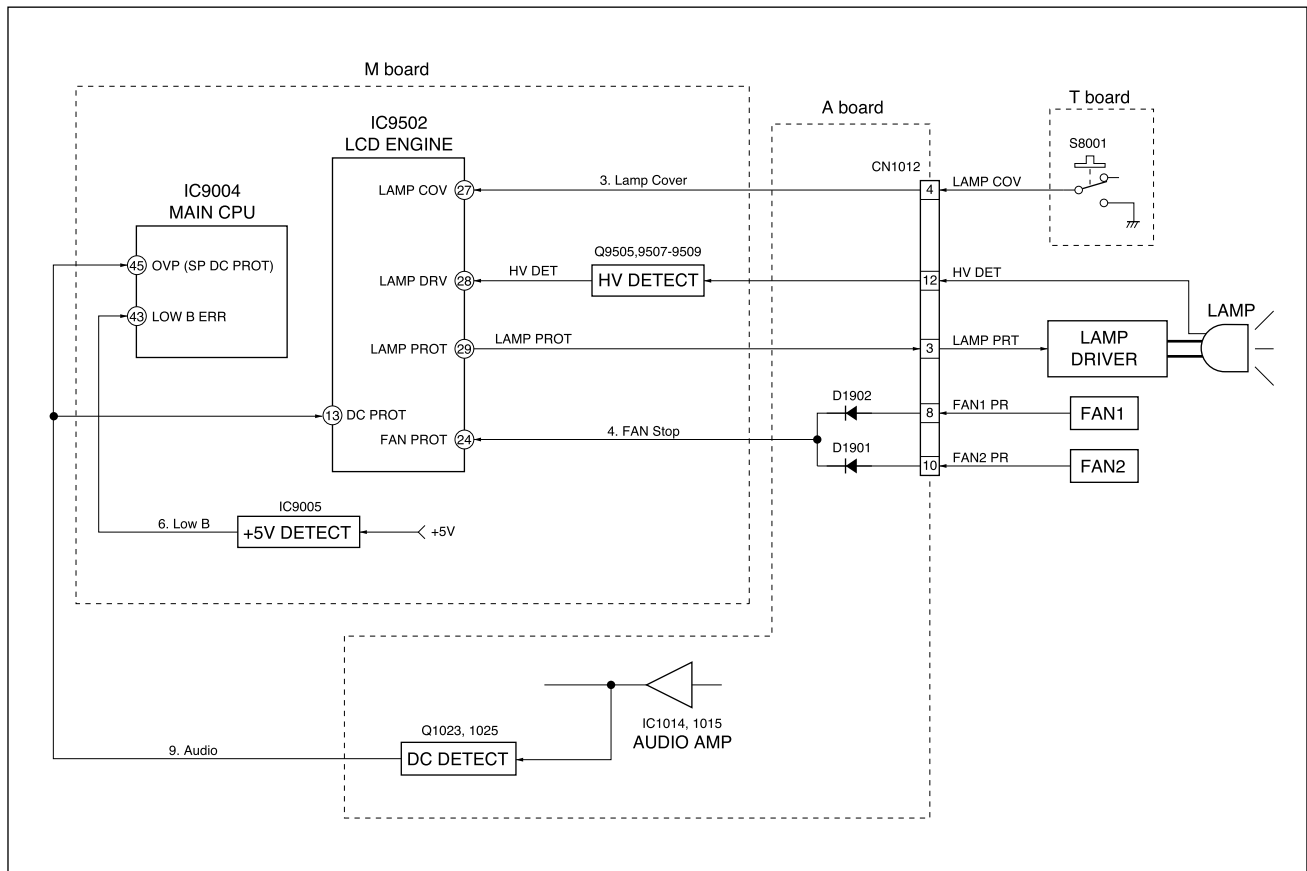 M board
A board
T board
IC9502
LCD ENGINE
S8001
CN1012
IC9004
MAIN CPU
LAMP COV
27
3. Lamp Cover
4
LAMP COV
45
OVP (SP DC PROT)
Q9505,9507-9509
LAMP DRV
28
HV DET
HV DETECT
12
HV DET
43
LOW B ERR
LAMP
LAMP PROT
29
LAMP PROT
3
LAMP PRT
LAMP
DRIVER
D1902
13
DC PROT
8
FAN1 PR
FAN1
FAN PROT
24
4. FAN Stop
D1901
10
FAN2 PR
FAN2
IC9005
6. Low B
+5V DETECT
+5V
IC1014, 1015
AUDIO AMP
Q1023, 1025
9. Audio
DC DETECT